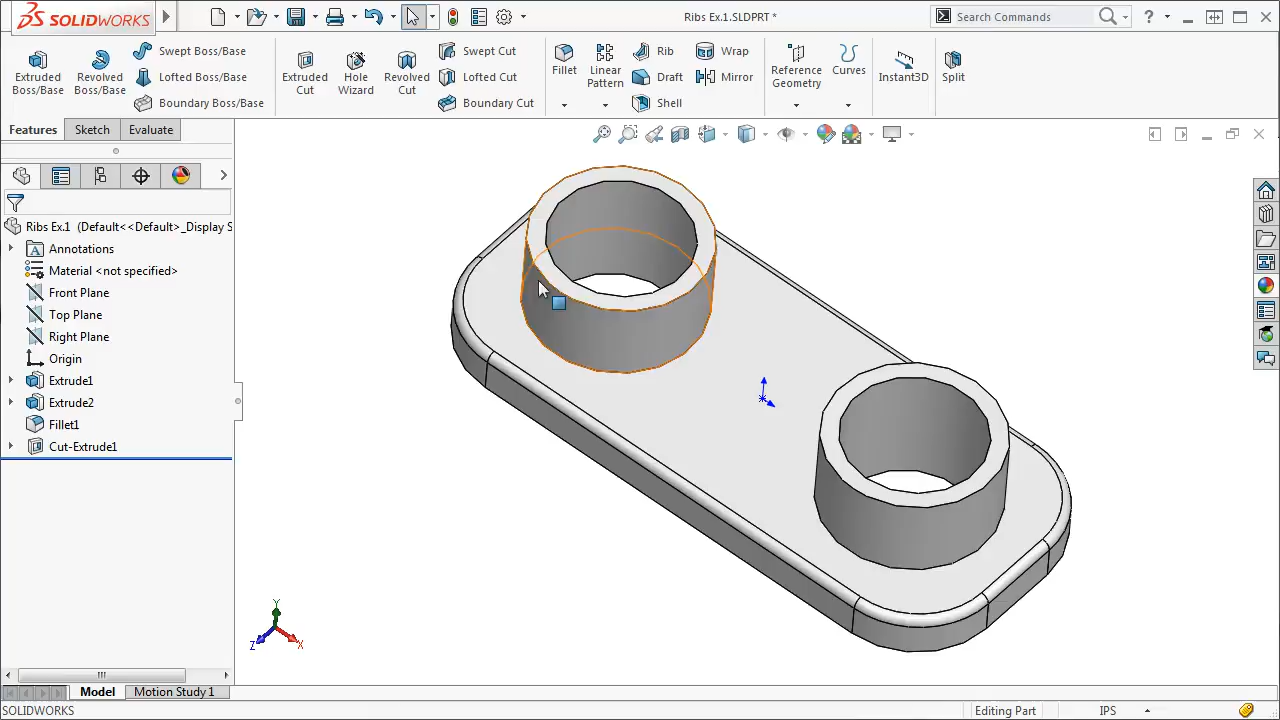 SOLIDWORKS
Ribs Ex.1.SLDPRT *
Search Commands
?
Extruded Boss/Base
Revolved Boss/Base
Swept Boss/Base
Lofted Boss/Base
Boundary Boss/Base
Extruded Cut
Hole Wizard
Revolved Cut
Swept Cut
Lofted Cut
Boundary Cut
Fillet
Linear Pattern
Rib
Draft
Shell
Wrap
Mirror
Reference Geometry
Curves
Instant3D
Split
Features
Sketch
Evaluate
Ribs Ex.1 (Default<<Default>_Display S
A
Annotations
Material <not specified>
Front Plane
Top Plane
Right Plane
Origin
Extrude1
Extrude2
Fillet1
Cut-Extrude1
Y
Z
X
Model
Motion Study 1
SOLIDWORKS
Editing Part
IPS